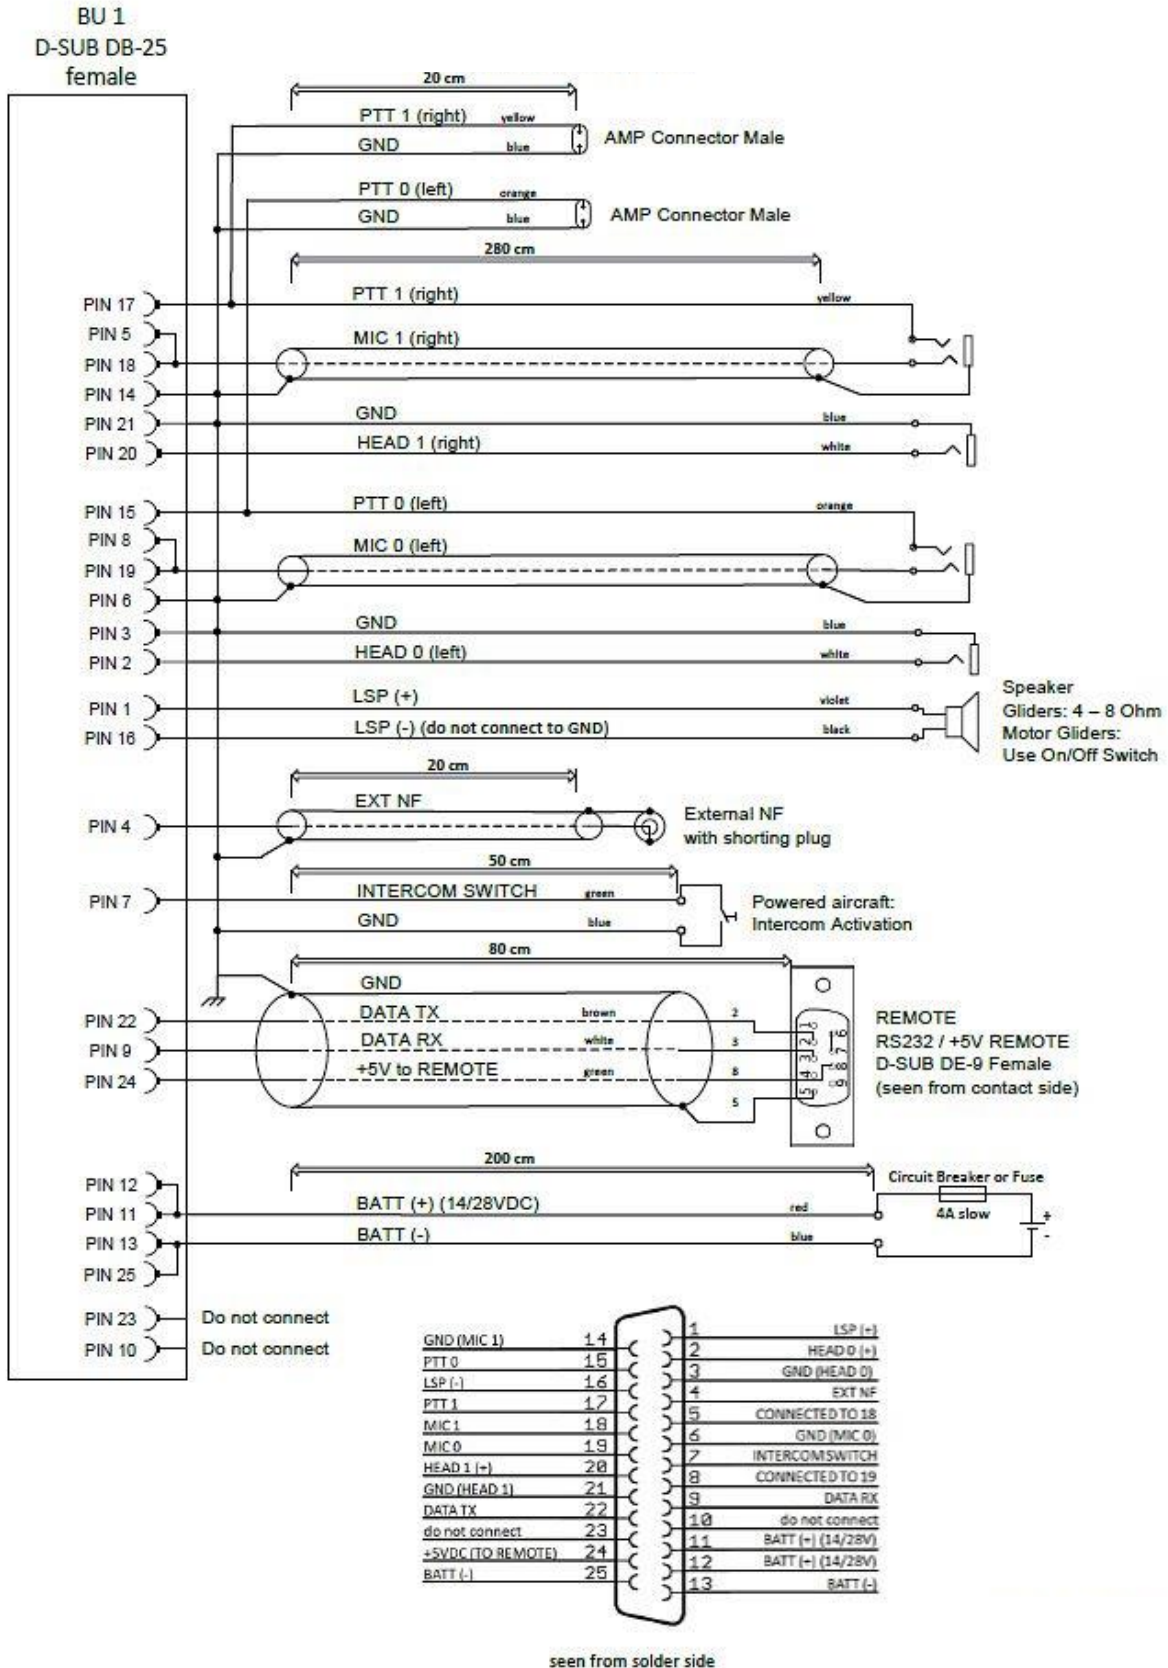 BU 1
D-SUB DB-25
female
20 cm
PTT 1 (right) yellow
GND blue
AMP Connector Male
PTT 0 (left) orange
GND blue
AMP Connector Male
280 cm
PIN 17 PTT 1 (right) yellow
PIN 5
PIN 18 MIC 1 (right)
PIN 14
PIN 21 GND blue
PIN 20 HEAD 1 (right) white
PIN 15 PTT 0 (left) orange
PIN 8
PIN 19 MIC 0 (left)
PIN 6
PIN 3 GND blue
PIN 2 HEAD 0 (left) white
PIN 1 LSP (+) violet
PIN 16 LSP (-) (do not connect to GND) black
Speaker
Gliders: 4 – 8 Ohm
Motor Gliders:
Use On/Off Switch
20 cm
PIN 4 EXT NF
External NF
with shorting plug
50 cm
PIN 7 INTERCOM SWITCH green
GND blue
Powered aircraft:
Intercom Activation
80 cm
GND
PIN 22 DATA TX brown 2
PIN 9 DATA RX white 3
PIN 24 +5V to REMOTE green 8
5
1 2 3 4 5
6 7 8 9
REMOTE
RS232 / +5V REMOTE
D-SUB DE-9 Female
(seen from contact side)
200 cm
PIN 12
PIN 11 BATT (+) (14/28VDC) red
PIN 13 BATT (-) blue
PIN 25
Circuit Breaker or Fuse
4A slow
+
-
PIN 23 Do not connect
PIN 10 Do not connect
GND (MIC 1) 14
PTT 0 15
LSP (-) 16
PTT 1 17
MIC 1 18
MIC 0 19
HEAD 1 (+) 20
GND (HEAD 1) 21
DATA TX 22
do not connect 23
+5VDC (TO REMOTE) 24
BATT (-) 25
1 LSP (+)
2 HEAD 0 (+)
3 GND (HEAD 0)
4 EXT NF
5 CONNECTED TO 18
6 GND (MIC 0)
7 INTERCOMSWITCH
8 CONNECTED TO 19
9 DATA RX
10 do not connect
11 BATT (+) (14/28V)
12 BATT (+) (14/28V)
13 BATT (-)
seen from solder side